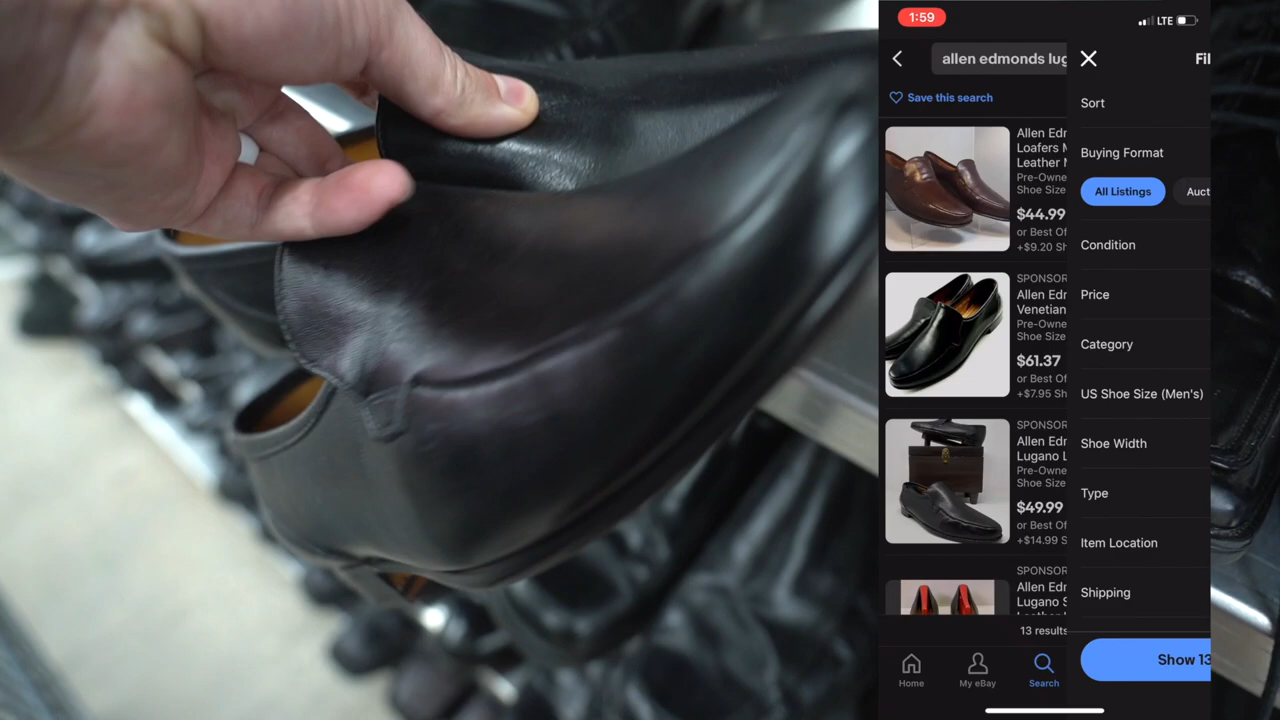 1:59
LTE
allen edmonds lug
Fil
Save this search
Sort
Allen Edr
Loafers M
Leather M
Pre-Owne
Shoe Size
$44.99
or Best Of
+$9.20 Sh
Buying Format
All Listings
Auct
Condition
SPONSOR
Allen Edr
Venetian
Pre-Owne
Shoe Size
$61.37
or Best Of
+$7.95 Sh
Price
Category
US Shoe Size (Men's)
SPONSOR
Allen Edr
Lugano L
Pre-Owne
Shoe Size
$49.99
or Best Of
+$14.99 S
Shoe Width
Type
Item Location
SPONSOR
Allen Edr
Lugano S
Shipping
13 results
Show 13
Home
My eBay
Search